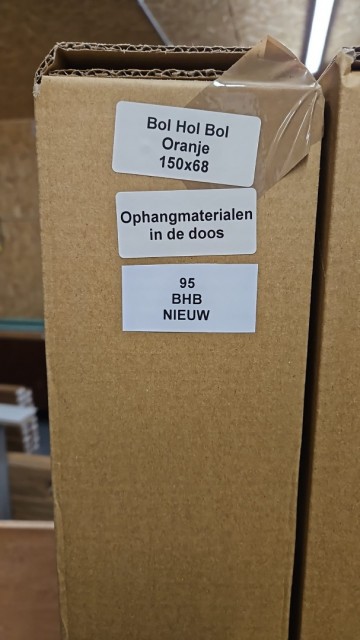 Bol Hol Bol
Oranje
150x68
Ophangmaterialen
in de doos
95
BHB
NIEUW